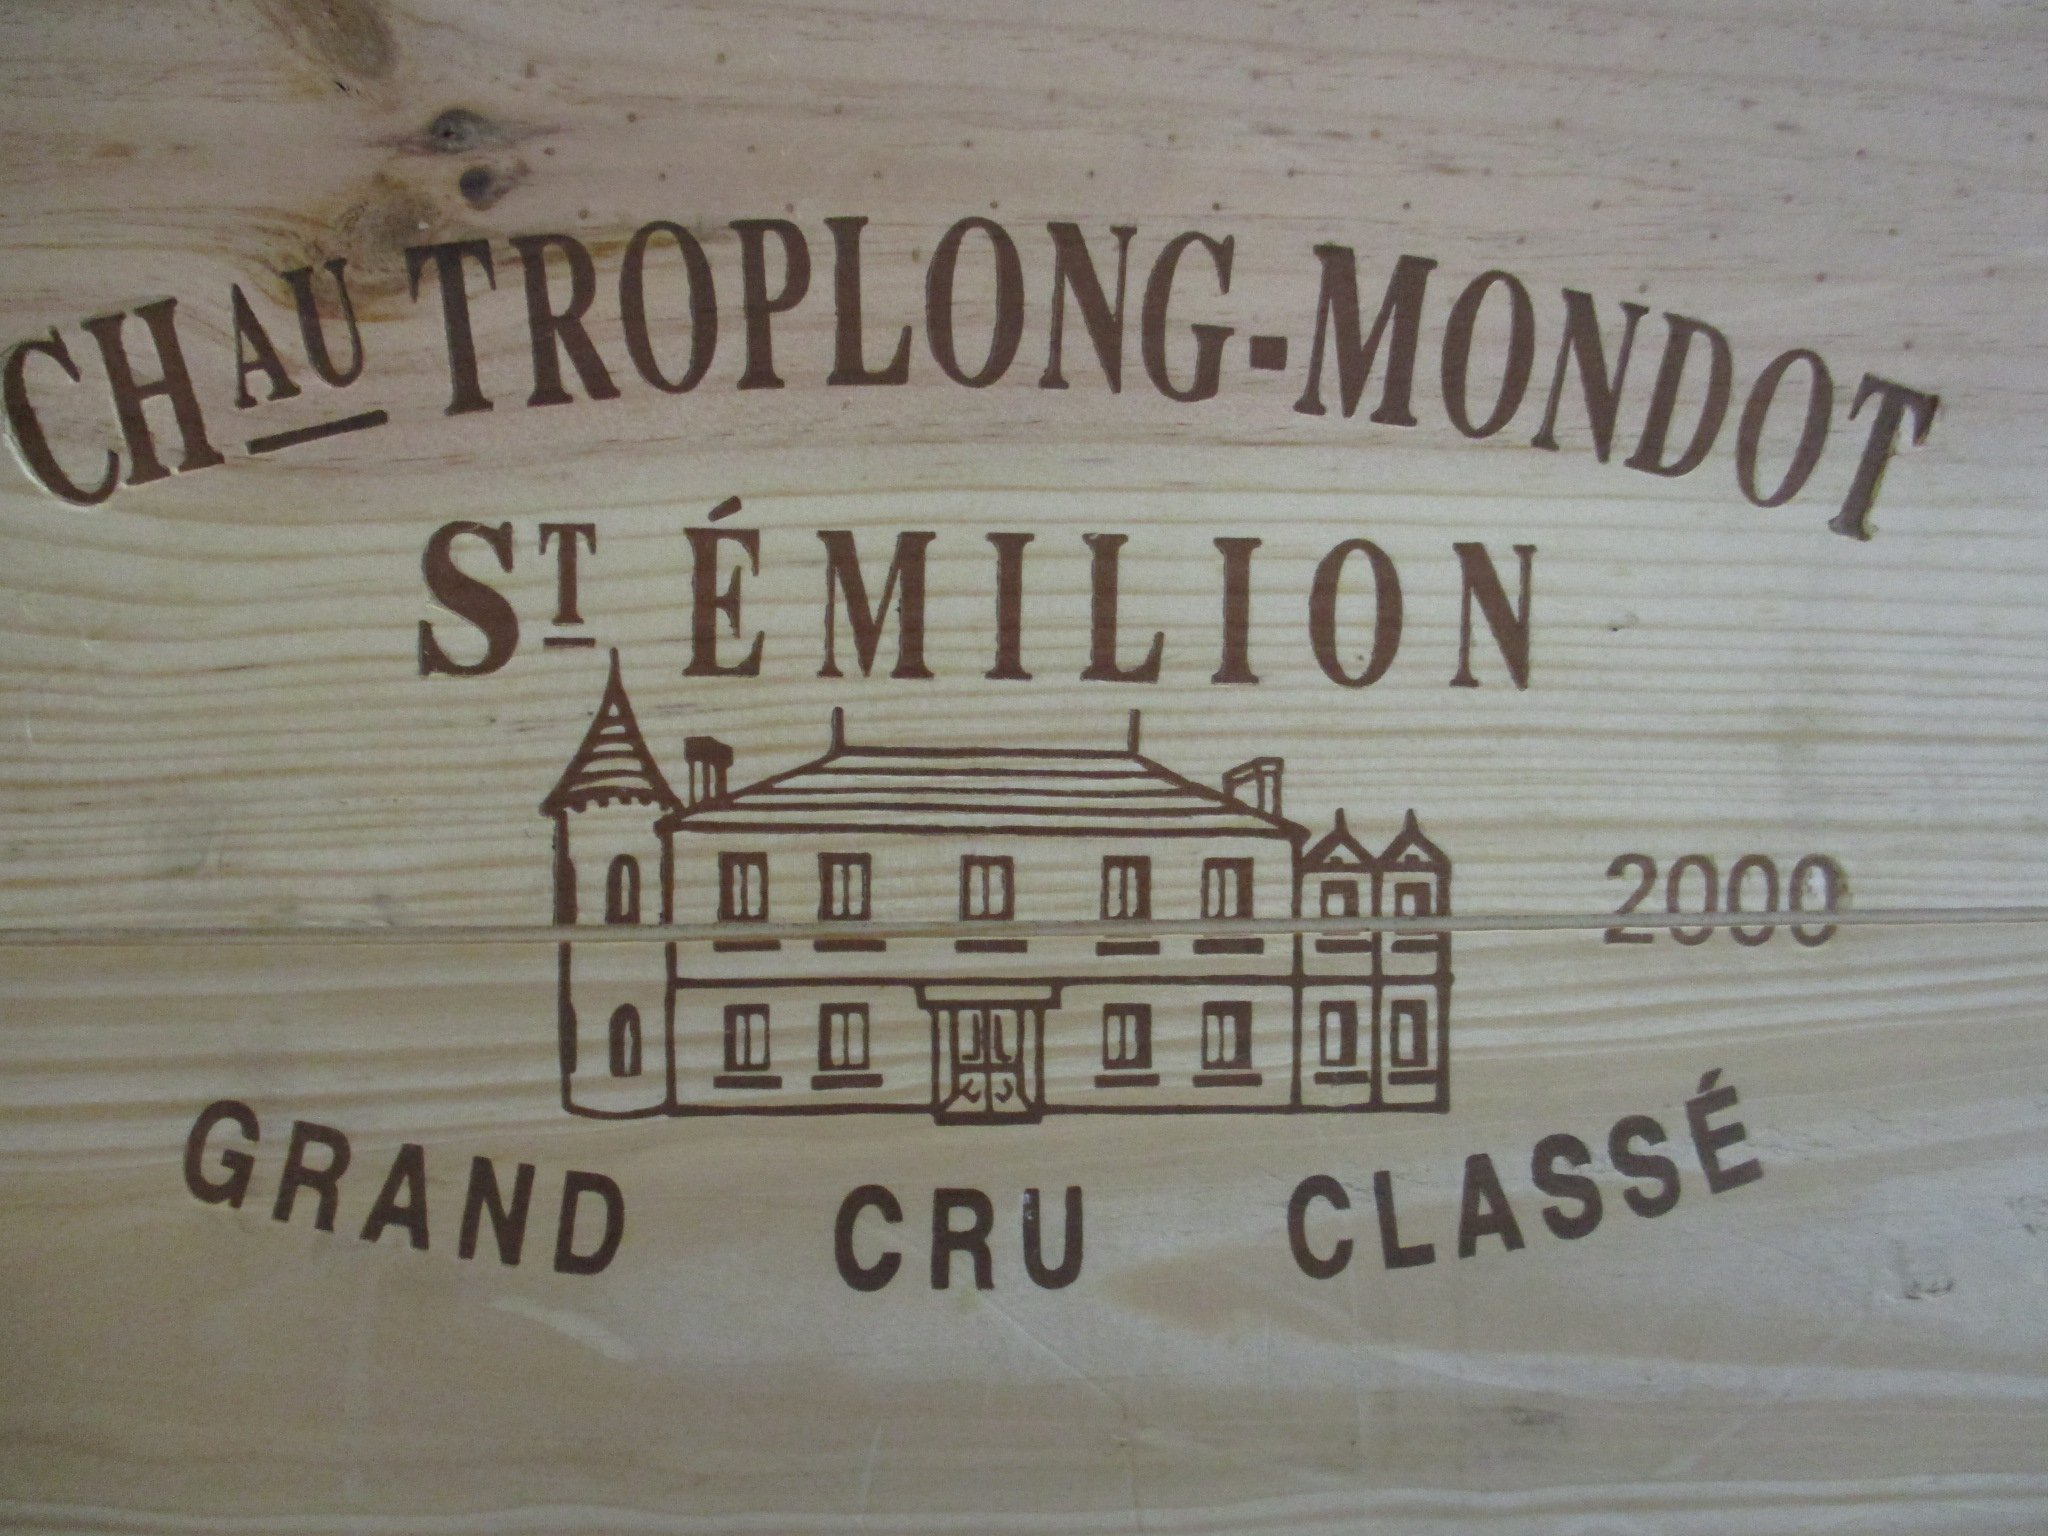 CHAU TROPLONG-MONDOT
ST ÉMILION
2000
GRAND CRU CLASSÉ